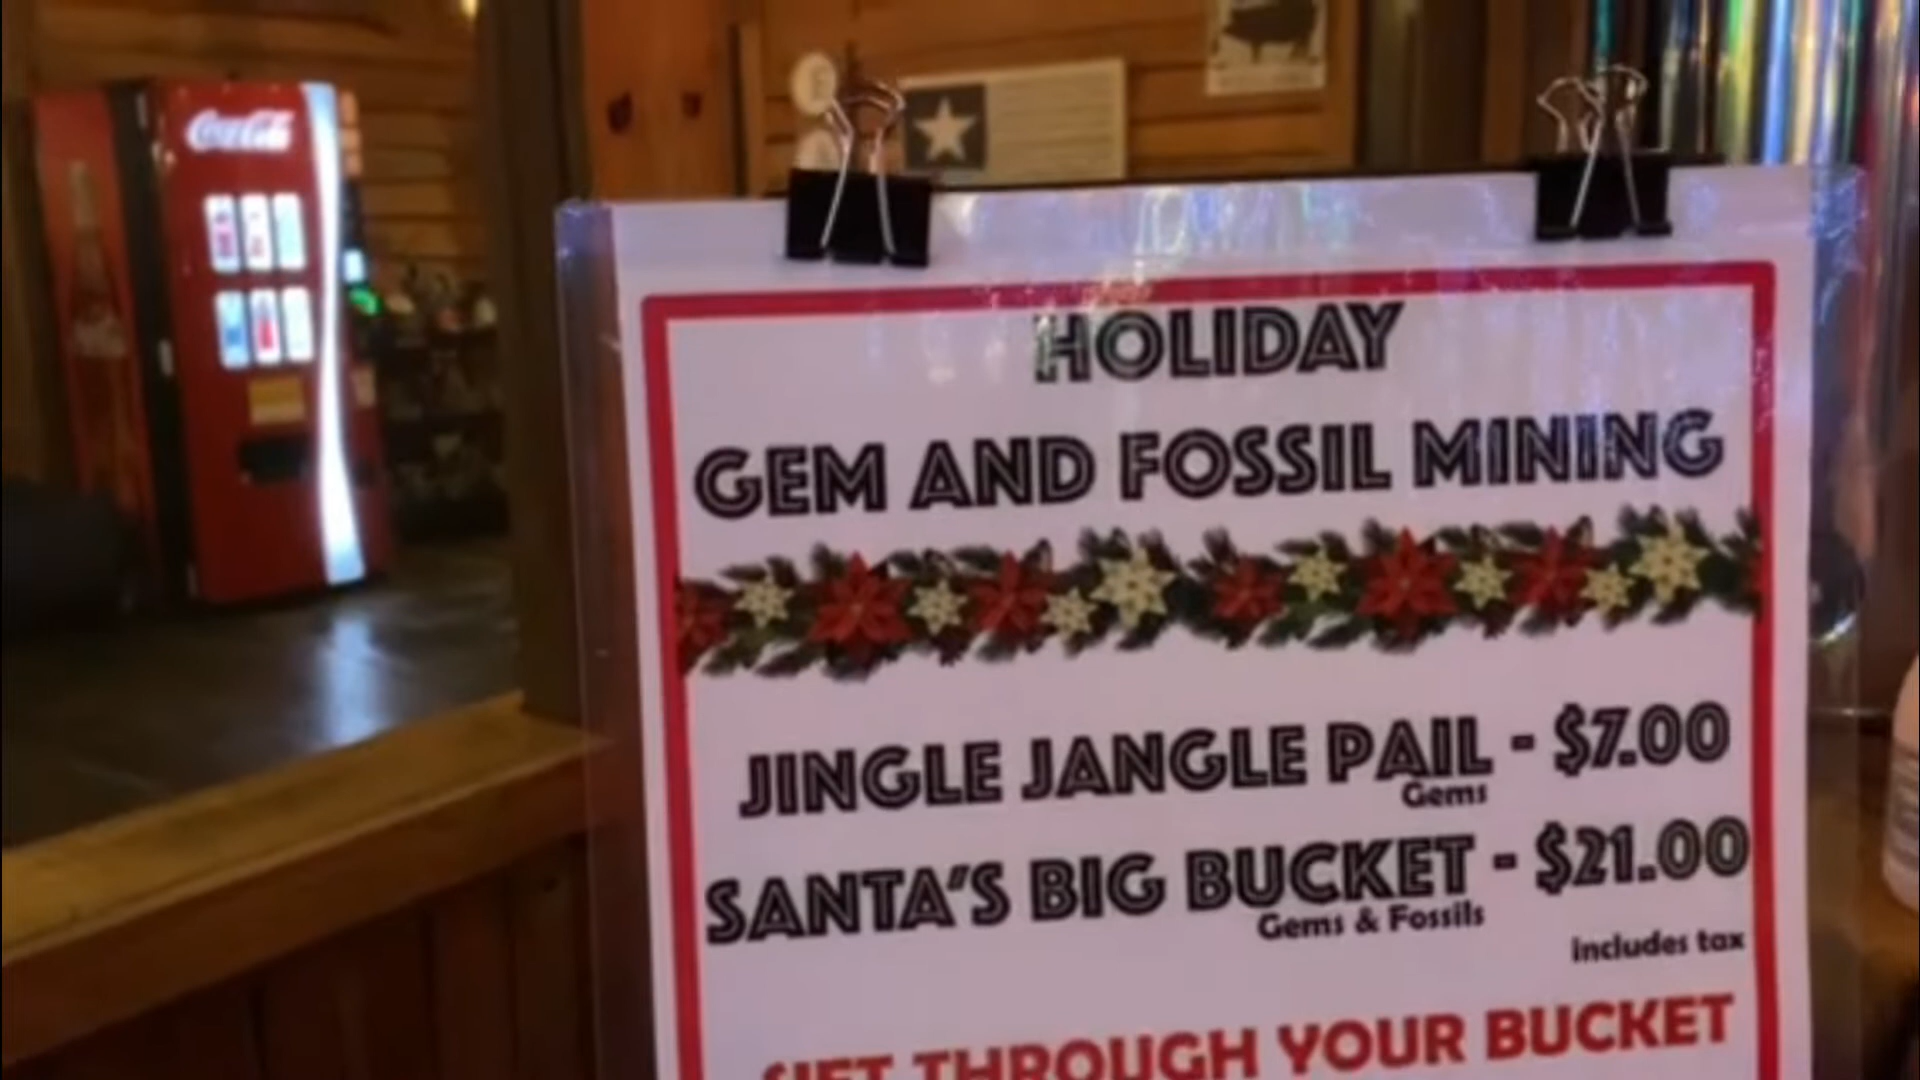 Coca-Cola
HOLIDAY
GEM AND FOSSIL MINING
JINGLE JANGLE PAIL - $7.00
Gems
SANTA'S BIG BUCKET - $21.00
Gems & Fossils
includes tax
SIFT THROUGH YOUR BUCKET